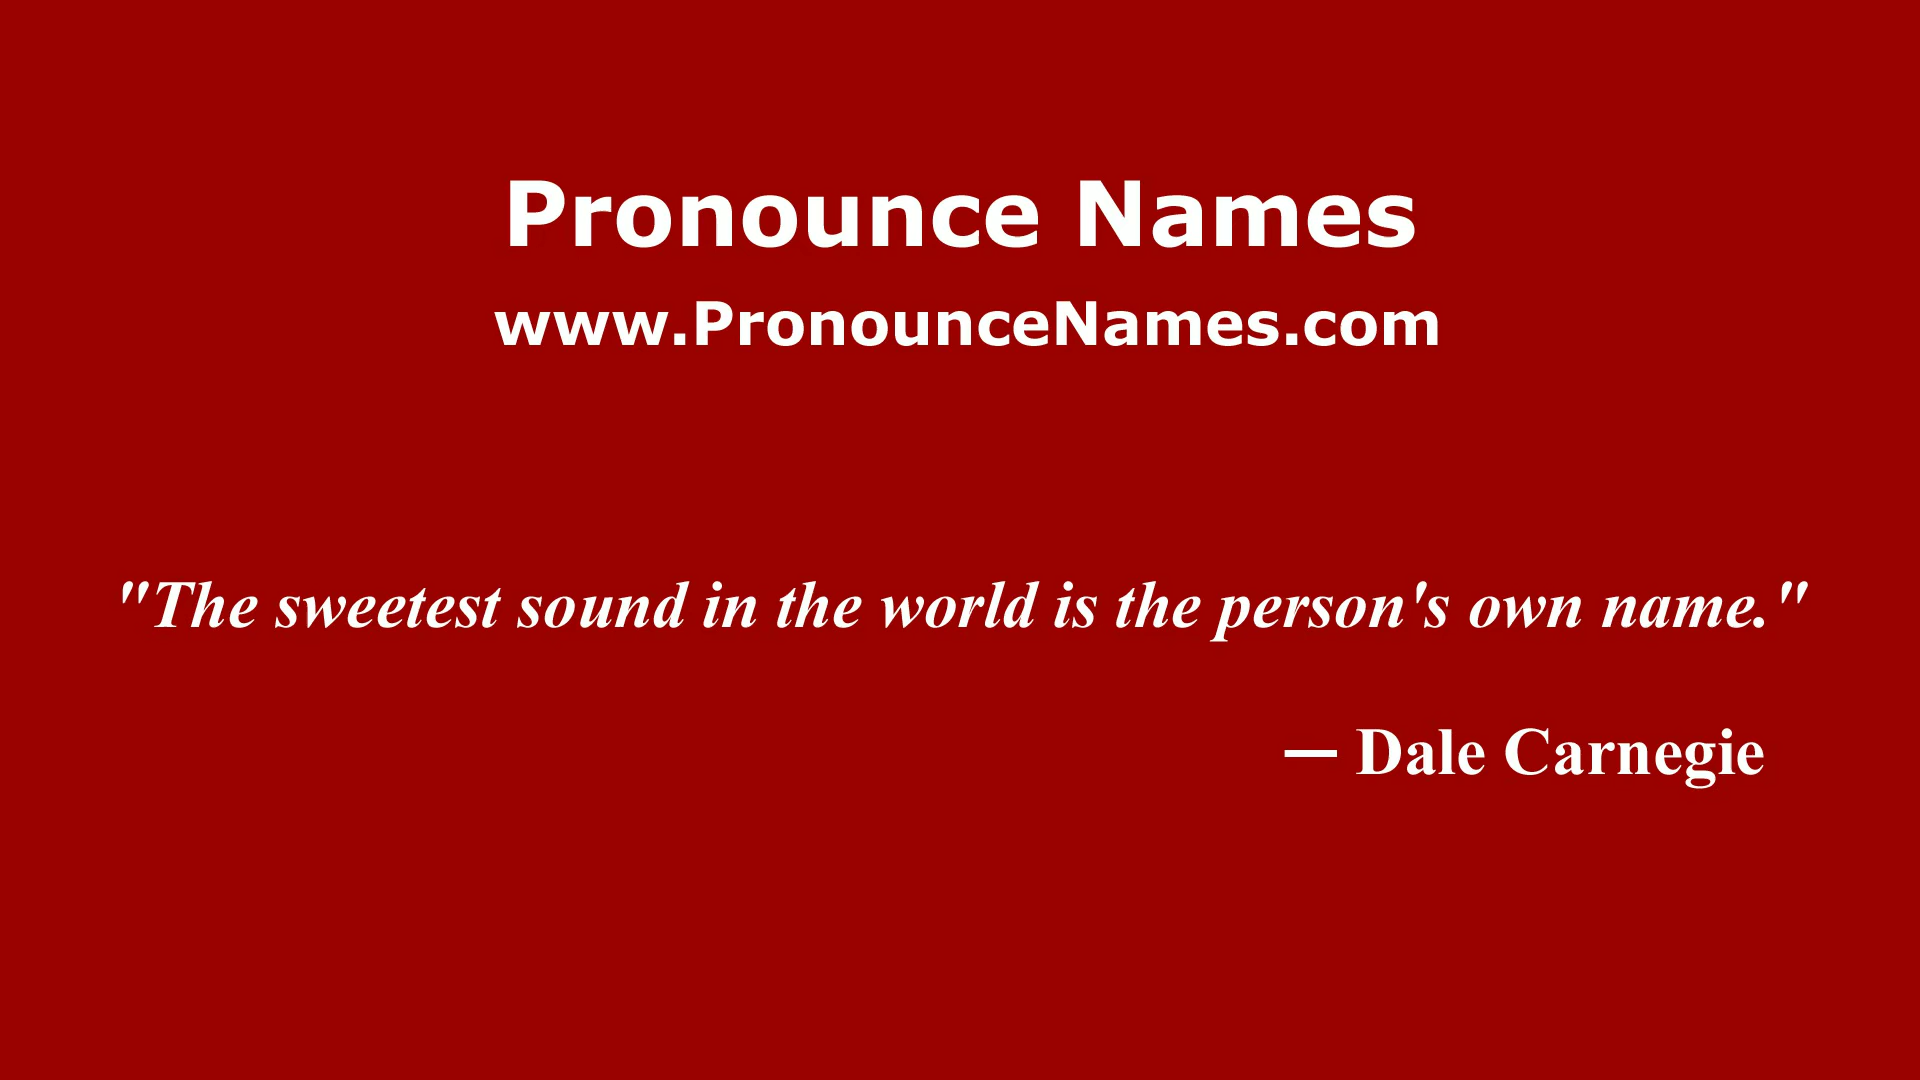 Pronounce Names
www.PronounceNames.com
"The sweetest sound in the world is the person's own name."
— Dale Carnegie